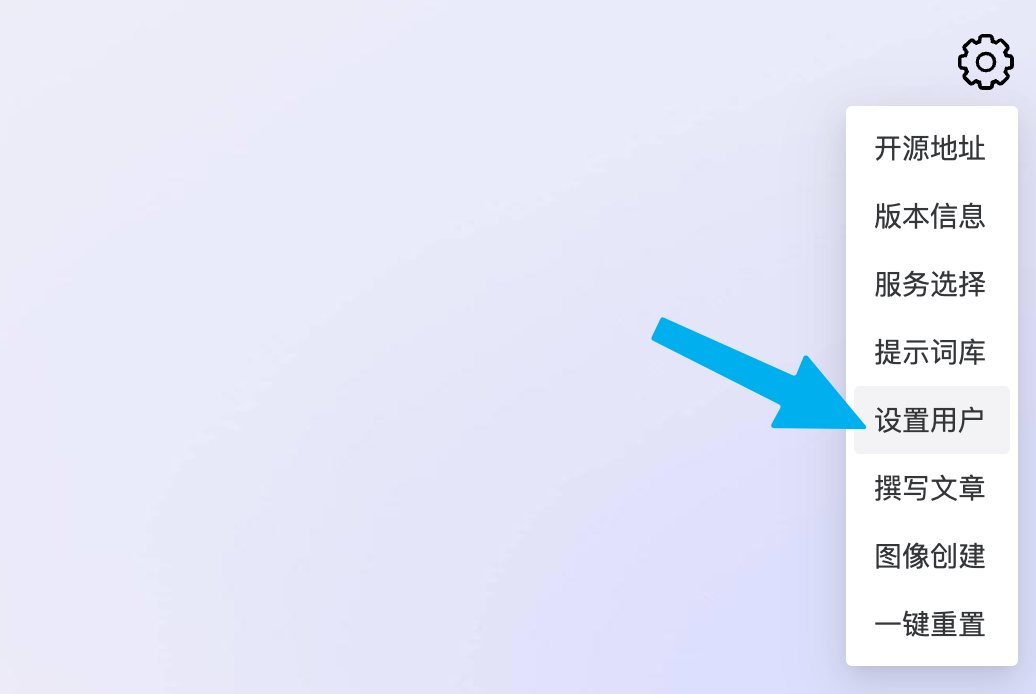 开源地址
版本信息
服务选择
提示词库
设置用户
撰写文章
图像创建
一键重置